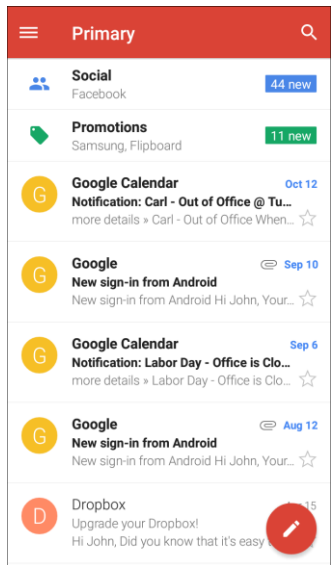 Primary
Social
Facebook
44 new
Promotions
Samsung, Flipboard
11 new
G
Google Calendar
Oct 12
Notification: Carl - Out of Office @ Tu...
more details » Carl - Out of Office When...
G
Google
Sep 10
New sign-in from Android
New sign-in from Android Hi John, Your...
G
Google Calendar
Sep 6
Notification: Labor Day - Office is Clo...
more details » Labor Day - Office is Clo...
G
Google
Aug 12
New sign-in from Android
New sign-in from Android Hi John, Your...
D
Dropbox
15
Upgrade your Dropbox!
Hi John, Did you know that it's easy